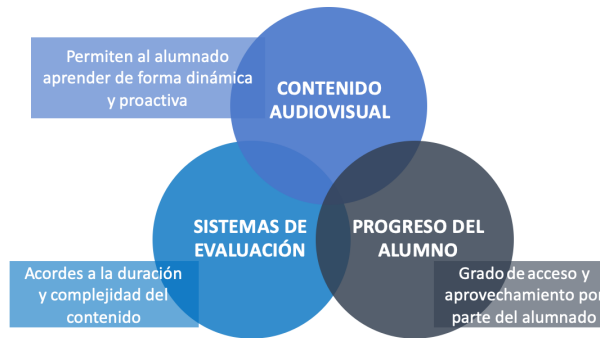 Permiten al alumnado
aprender de forma dinámica
y proactiva
CONTENIDO
AUDIOVISUAL
SISTEMAS DE
EVALUACIÓN
PROGRESO DEL
ALUMNO
Acordes a la duración
y complejidad del
contenido
Grado de acceso y
aprovechamiento por
parte del alumnado